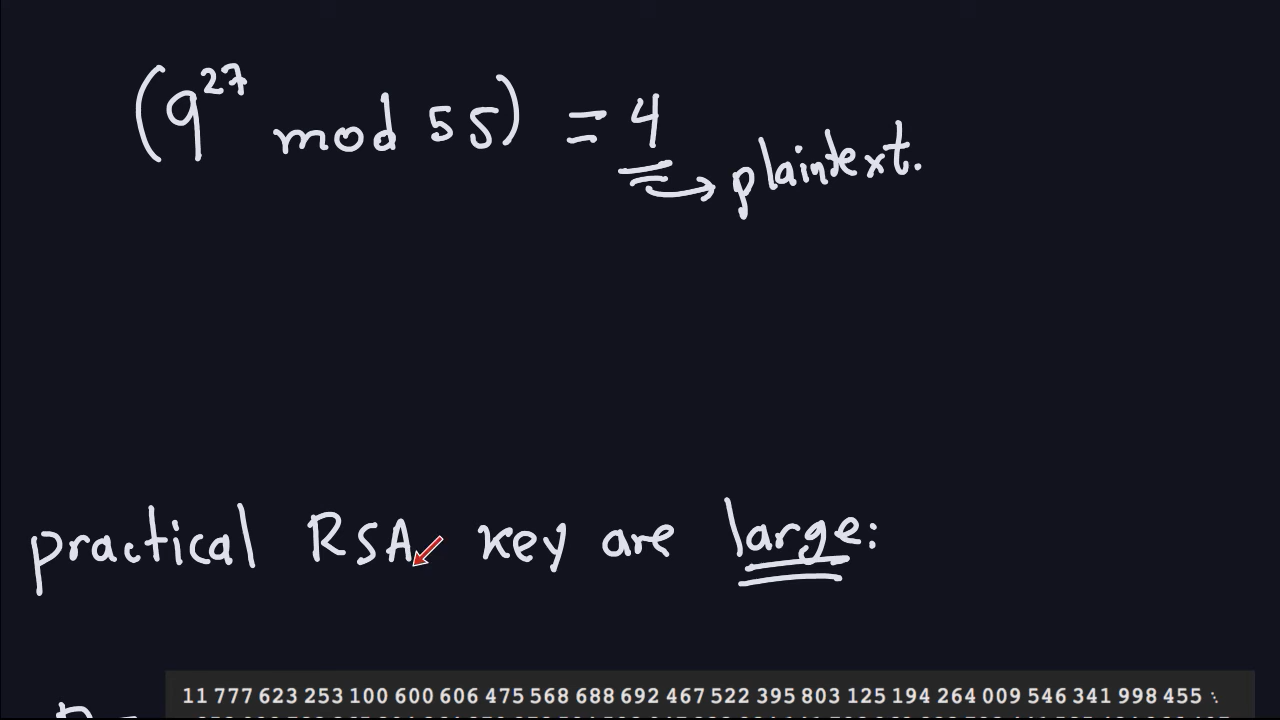 (9^27 mod 55) = 4
plaintext.
practical RSA key are large:
11 777 623 253 100 600 606 475 568 688 692 467 522 395 803 125 194 264 009 546 341 998 455